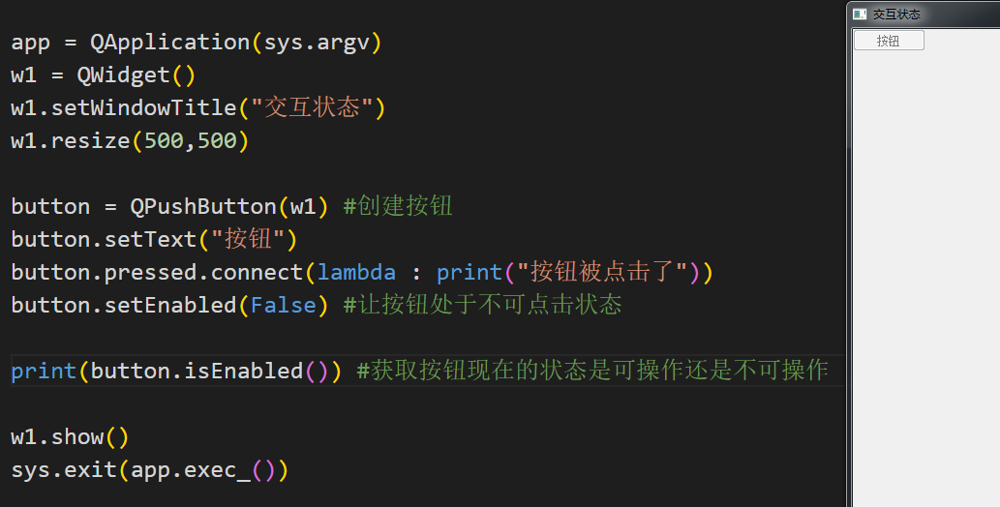 app = QApplication(sys.argv)
w1 = QWidget()
w1.setWindowTitle("交互状态")
w1.resize(500,500)
button = QPushButton(w1) #创建按钮
button.setText("按钮")
button.pressed.connect(lambda : print("按钮被点击了"))
button.setEnabled(False) #让按钮处于不可点击状态
print(button.isEnabled()) #获取按钮现在的状态是可操作还是不可操作
w1.show()
sys.exit(app.exec_())
交互状态
按钮